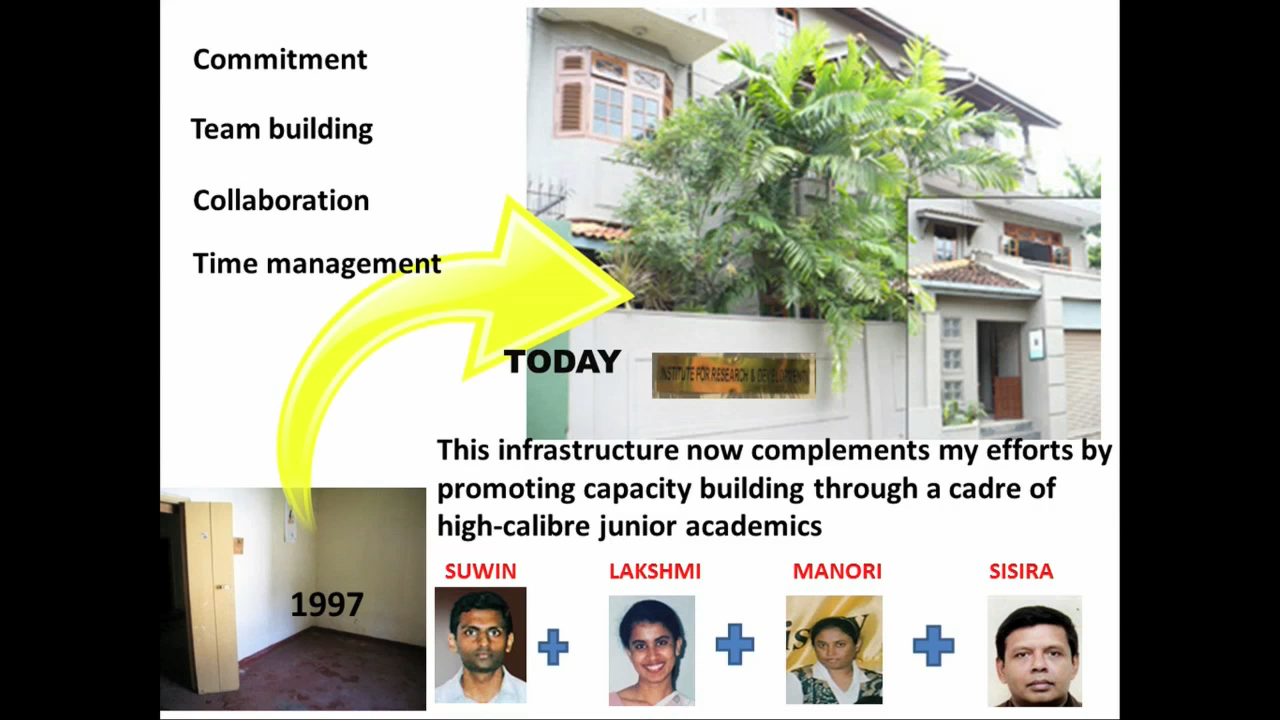 Commitment
Team building
Collaboration
Time management
TODAY
INSTITUTE FOR RESEARCH & DEVELOPMENT
This infrastructure now complements my efforts by
promoting capacity building through a cadre of
high-calibre junior academics
1997
SUWIN
LAKSHMI
MANORI
SISIRA